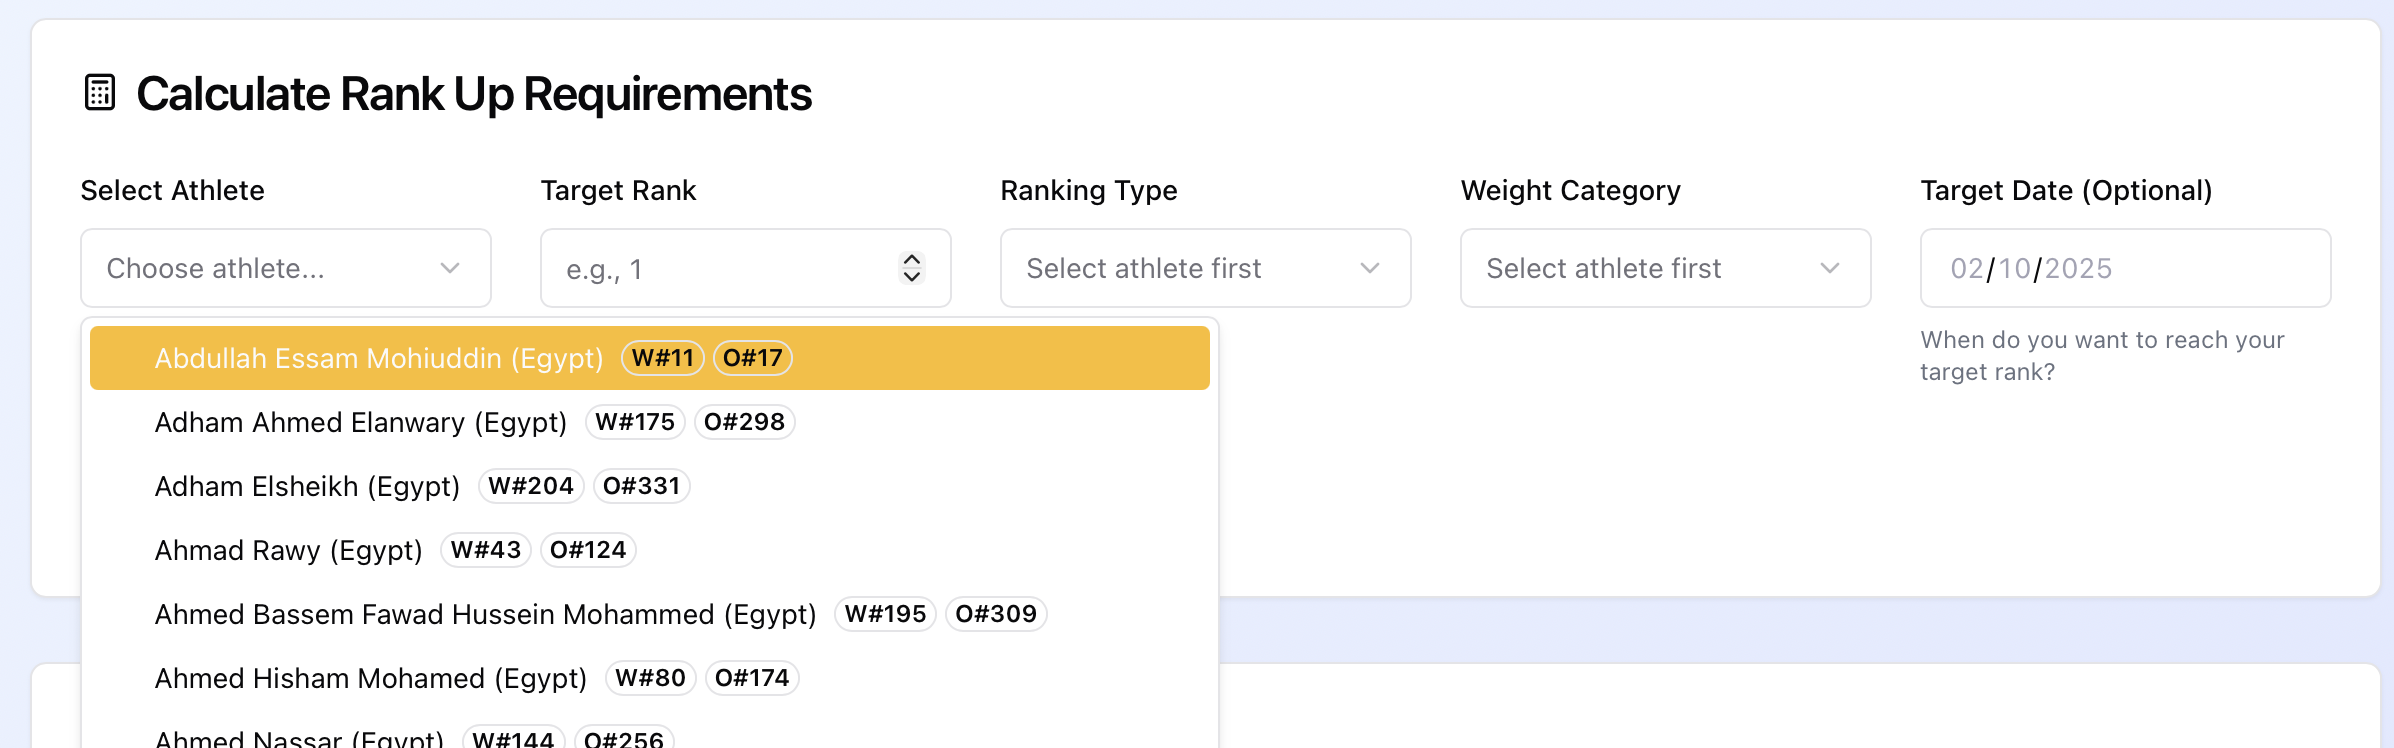 Calculate Rank Up Requirements
Select Athlete
Target Rank
Ranking Type
Weight Category
Target Date (Optional)
Choose athlete...
e.g., 1
Select athlete first
Select athlete first
02/10/2025
When do you want to reach your
target rank?
Abdullah Essam Mohiuddin (Egypt) W#11 O#17
Adham Ahmed Elanwary (Egypt) W#175 O#298
Adham Elsheikh (Egypt) W#204 O#331
Ahmad Rawy (Egypt) W#43 O#124
Ahmed Bassem Fawad Hussein Mohammed (Egypt) W#195 O#309
Ahmed Hisham Mohamed (Egypt) W#80 O#174
Ahmed Nassar (Egypt) W#144 O#256